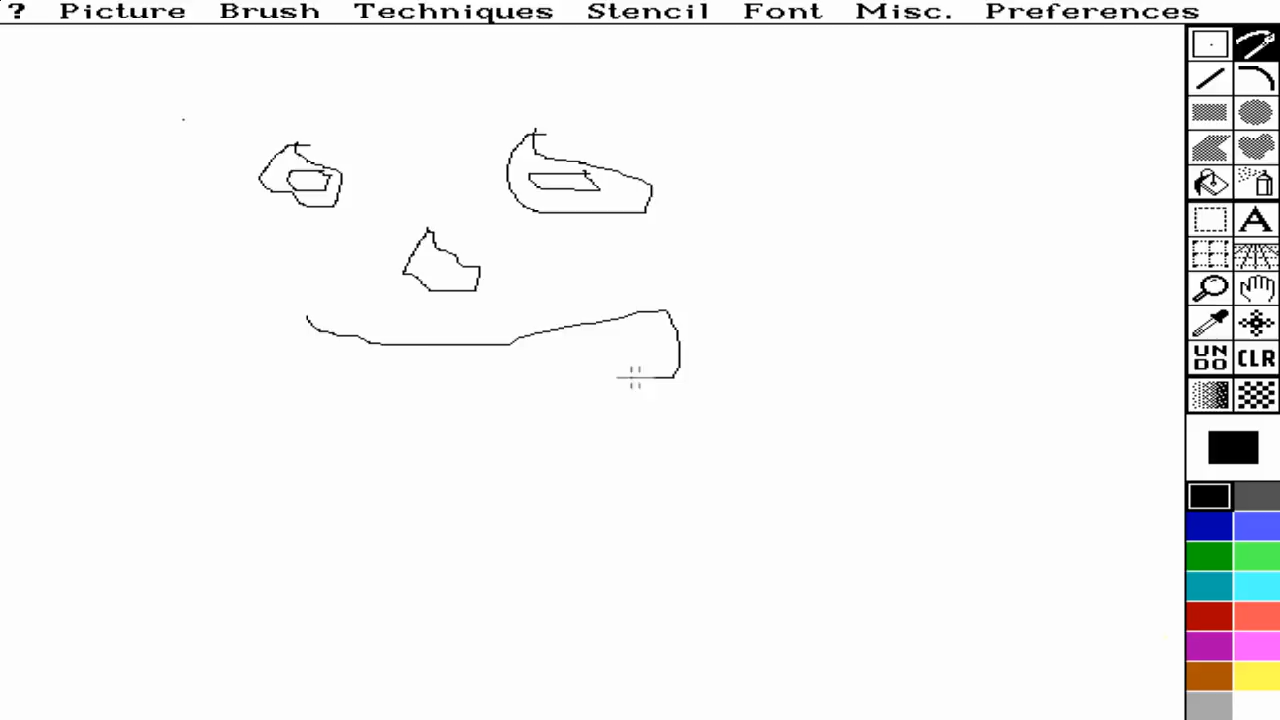 ? Picture Brush Techniques Stencil Font Misc. Preferences
A
UN
DO
CLR